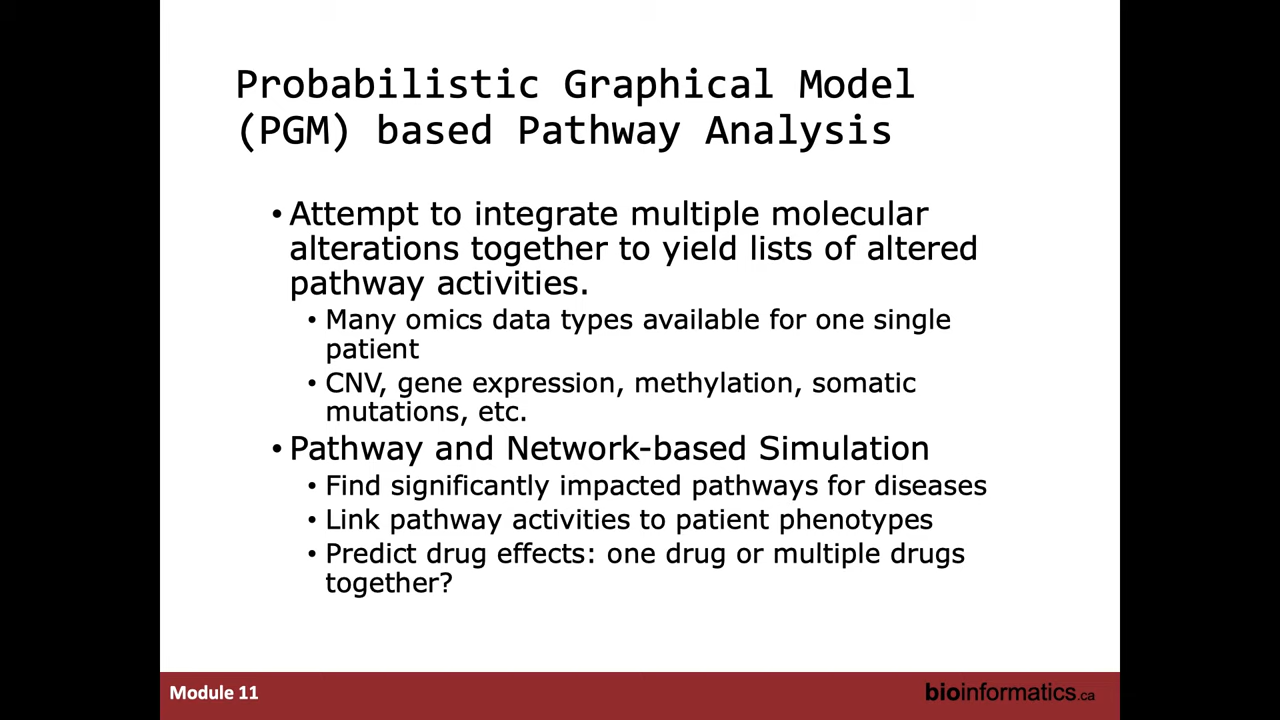 Probabilistic Graphical Model
(PGM) based Pathway Analysis
• Attempt to integrate multiple molecular
alterations together to yield lists of altered
pathway activities.
• Many omics data types available for one single
patient
• CNV, gene expression, methylation, somatic
mutations, etc.
• Pathway and Network-based Simulation
• Find significantly impacted pathways for diseases
• Link pathway activities to patient phenotypes
• Predict drug effects: one drug or multiple drugs
together?
Module 11
bioinformatics.ca